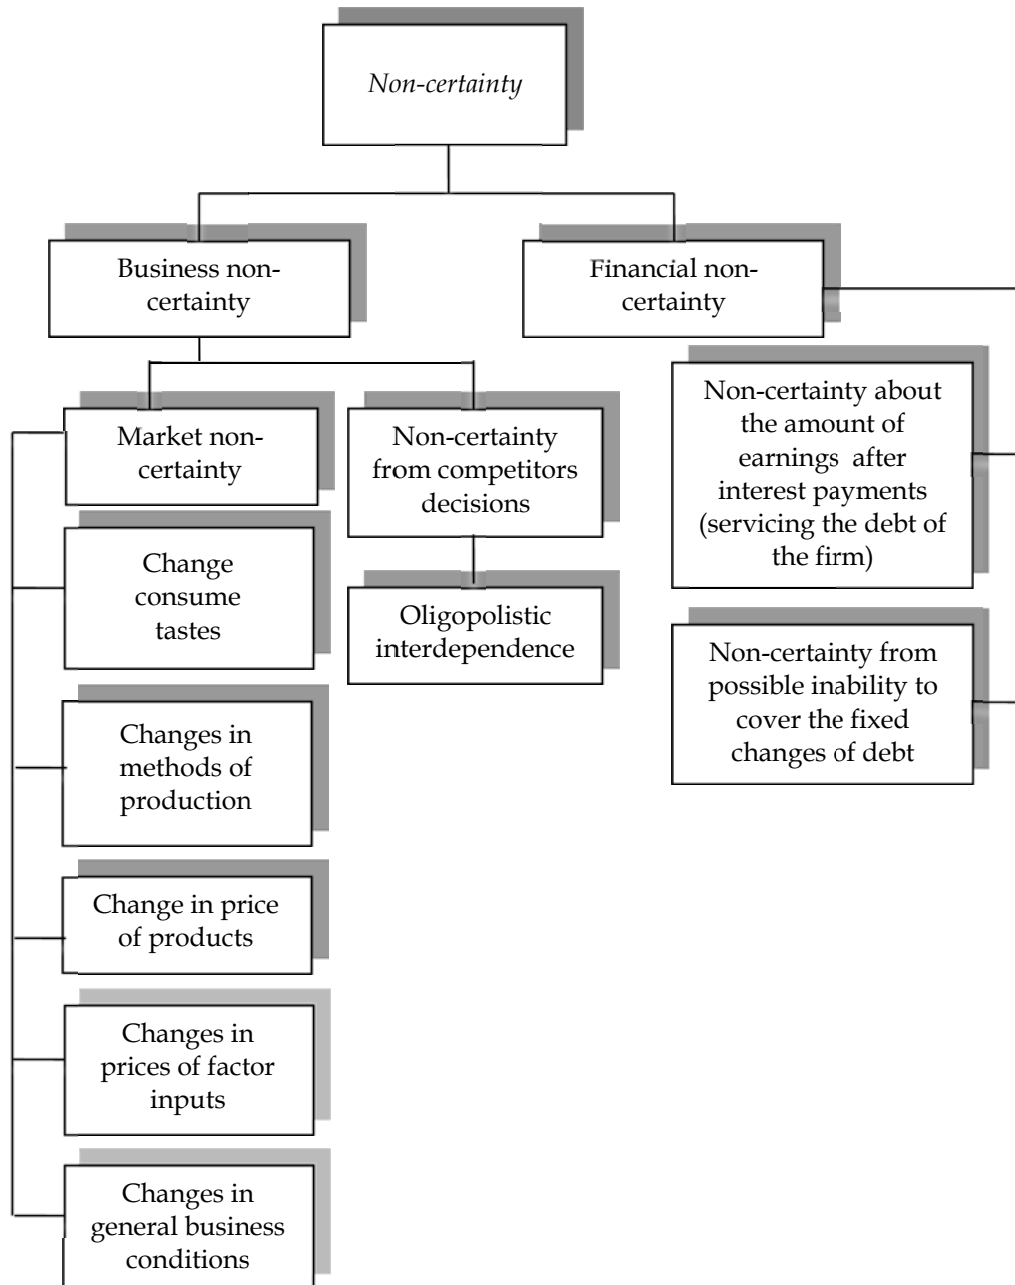 Non-certainty
Business non-
certainty
Financial non-
certainty
Market non-
certainty
Non-certainty
from competitors
decisions
Non-certainty about
the amount of
earnings after
interest payments
(servicing the debt of
the firm)
Change
consume
tastes
Oligopolistic
interdependence
Non-certainty from
possible inability to
cover the fixed
changes of debt
Changes in
methods of
production
Change in price
of products
Changes in
prices of factor
inputs
Changes in
general business
conditions